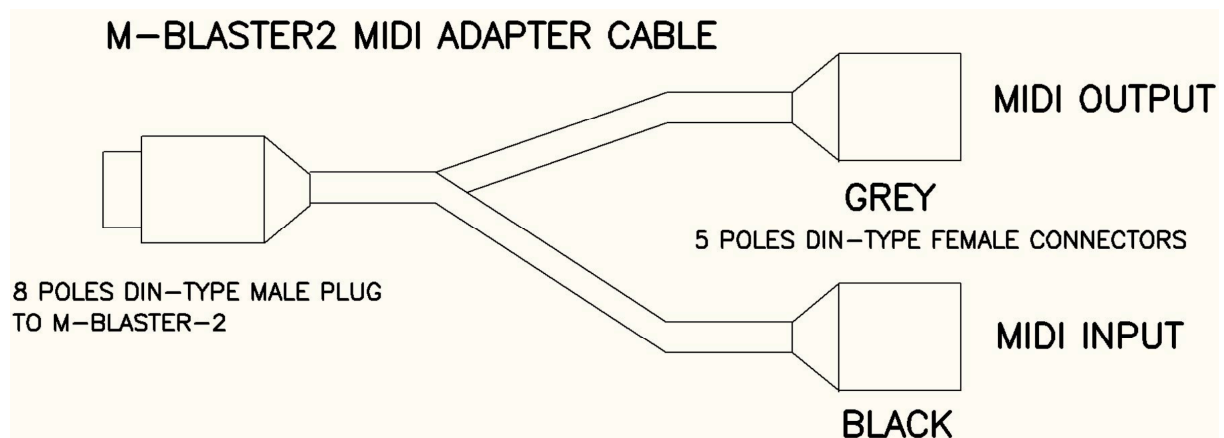 M-BLASTER2 MIDI ADAPTER CABLE
MIDI OUTPUT
GREY
5 POLES DIN-TYPE FEMALE CONNECTORS
8 POLES DIN-TYPE MALE PLUG
TO M-BLASTER-2
MIDI INPUT
BLACK